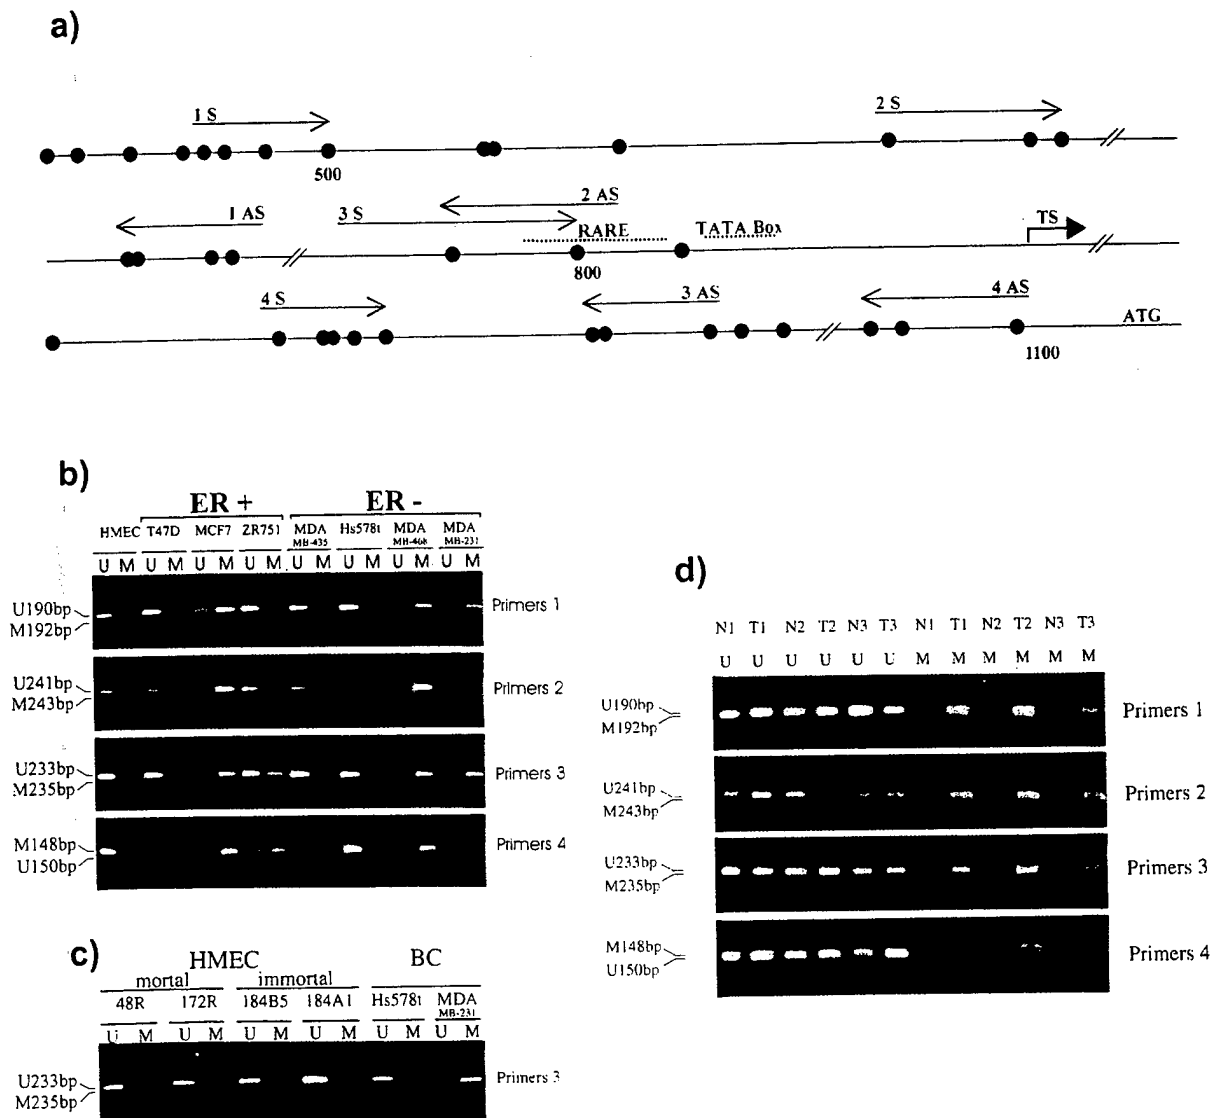 a)
1 S
2 S
500
1 AS
3 S
2 AS
RARE
TATA Box
TS
800
4 S
3 AS
4 AS
ATG
1100
b)
ER + ER -
HMEC T47D MCF7 ZR751 MDA MB-435 Hs578t MDA MB-468 MDA MB-231
U M U M U M U M U M U M U M U M
U190bp
M192bp
Primers 1
U241bp
M243bp
Primers 2
U233bp
M235bp
Primers 3
M148bp
U150bp
Primers 4
c)
HMEC BC
mortal immortal
48R 172R 184B5 184A1 Hs578t MDA MB-231
U M U M U M U M U M U M
U233bp
M235bp
Primers 3
d)
N1 T1 N2 T2 N3 T3 N1 T1 N2 T2 N3 T3
U U U U U U M M M M M M
U190bp
M192bp
Primers 1
U241bp
M243bp
Primers 2
U233bp
M235bp
Primers 3
M148bp
U150bp
Primers 4